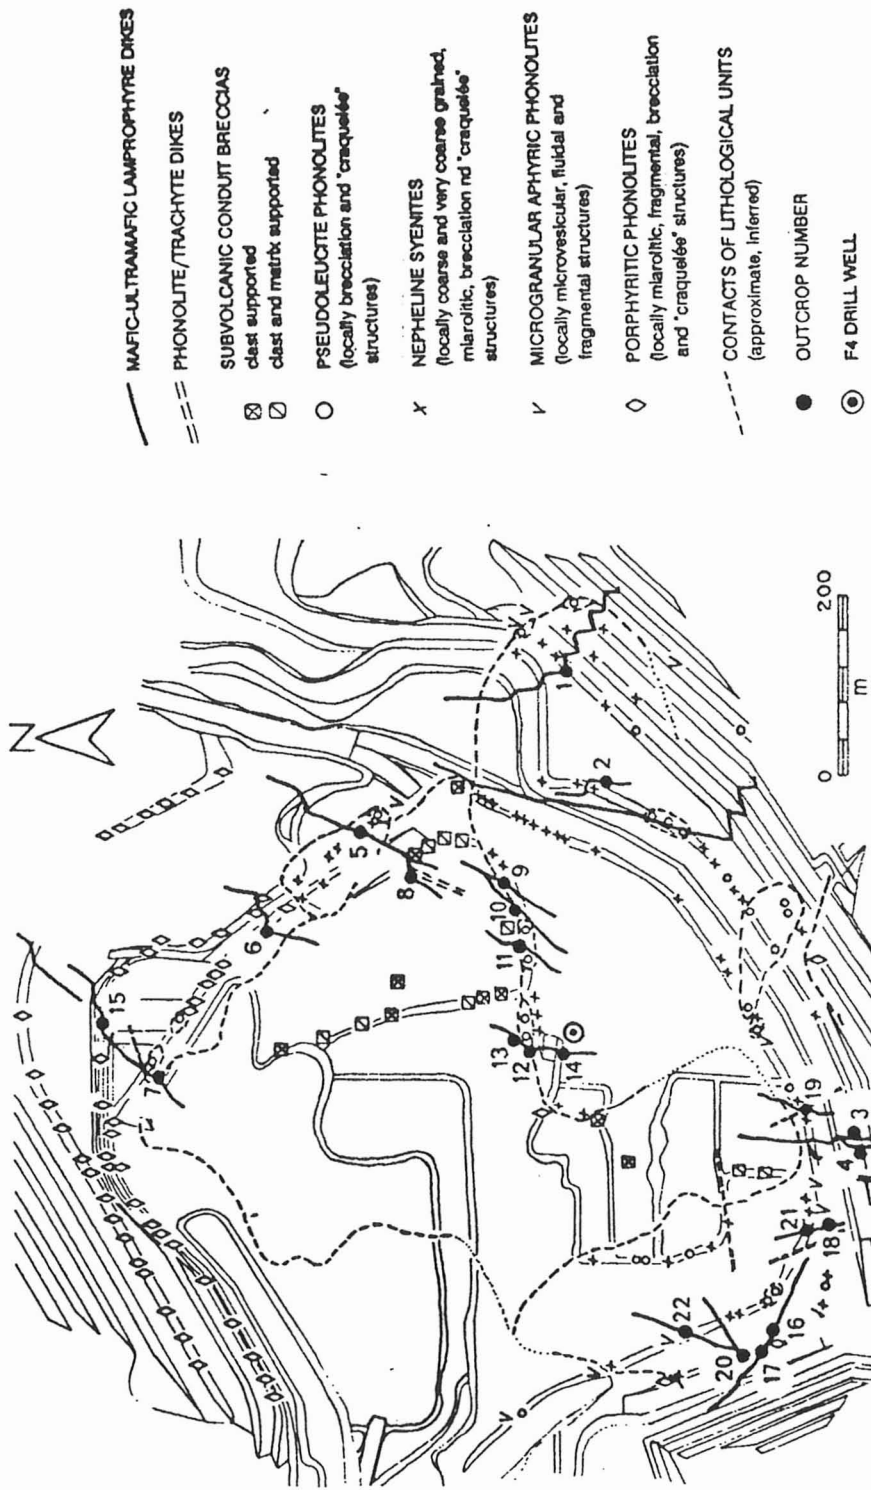 MAFIC-ULTRAMAFIC LAMPROPHYRE DIKES
PHONOLITE/TRACHYTE DIKES
SUBVOLCANIC CONDUIT BRECCIAS
clast supported
clast and matrix supported
PSEUDOLEUCITE PHONOLITES
(locally brecciation and "craquelée"
structures)
NEPHELINE SYENITES
(locally coarse and very coarse grained,
miarolitic, brecciation nd "craquelée"
structures)
MICROGRANULAR APHYRIC PHONOLITES
(locally microvesicular, fluidal and
fragmental structures)
PORPHYRITIC PHONOLITES
(locally miarolitic, fragmental, brecciation
and "craquelée" structures)
CONTACTS OF LITHOLOGICAL UNITS
(approximate, inferred)
OUTCROP NUMBER
F4 DRILL WELL
N
15
7
6
5
8
9
10
11
13
12
14
1
2
19
3
4
21
18
22
20
17
16
0
200
m